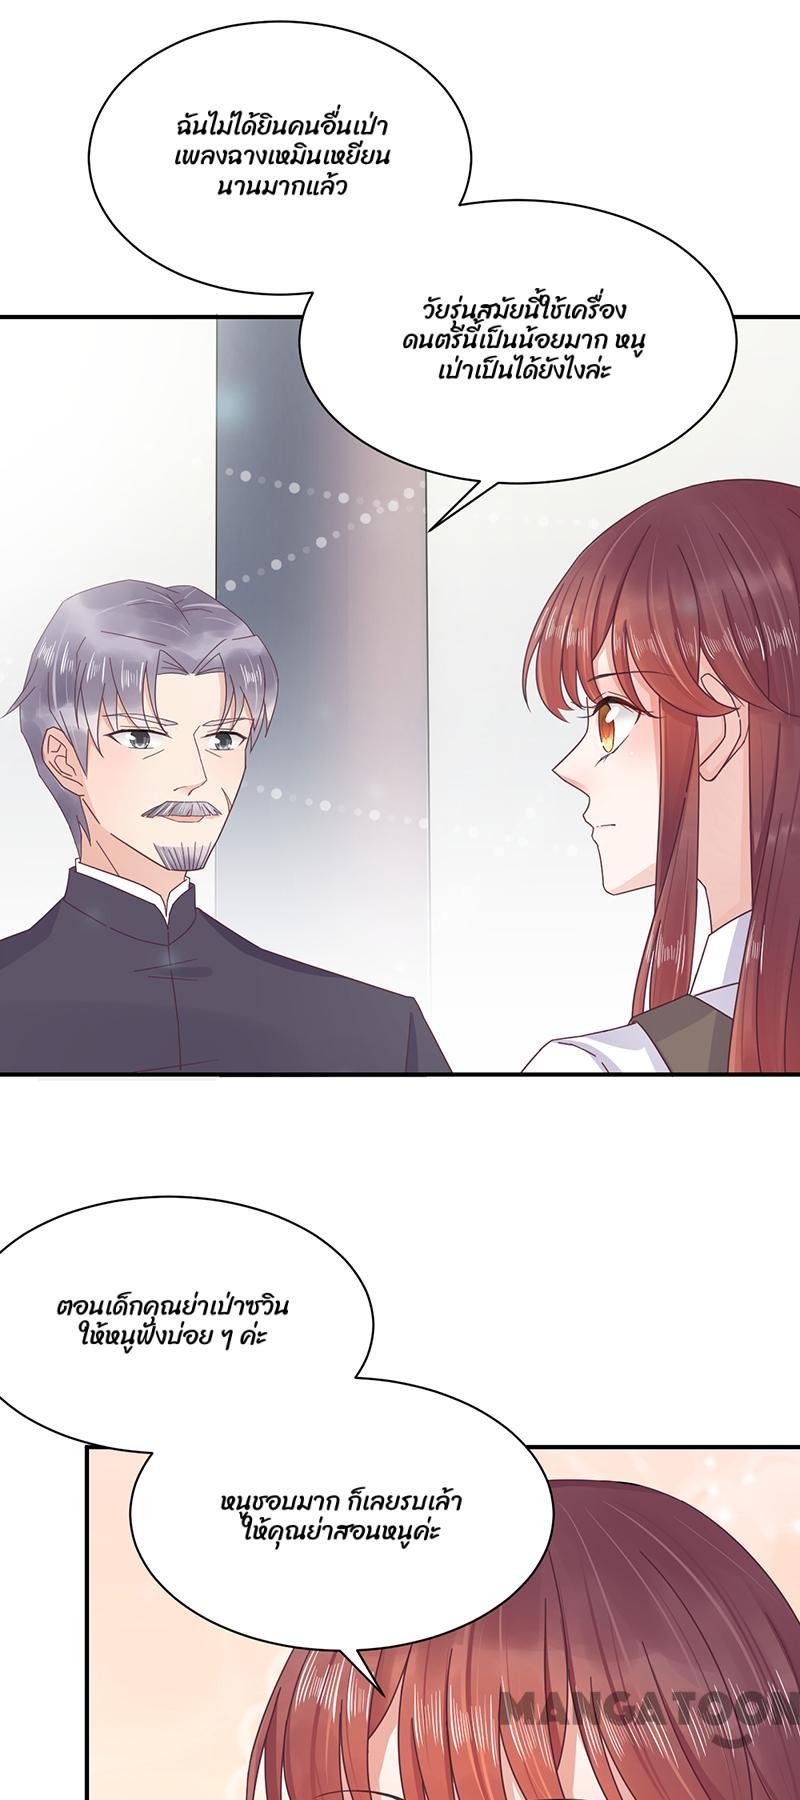 ฉันไม่ได้ยินคนอื่นเป่า
เพลงฉางเหมินเหยียน
นานมากแล้ว
วัยรุ่นสมัยนี้ใช้เครื่อง
ดนตรีนี้เป็นน้อยมาก หนู
เป่าเป็นได้ยังไงล่ะ
ตอนเด็กคุณย่าเป่าซวิน
ให้หนูฟังบ่อย ๆ ค่ะ
หนูชอบมาก ก็เลยรบเล้า
ให้คุณย่าสอนหนูค่ะ
MANGATOON